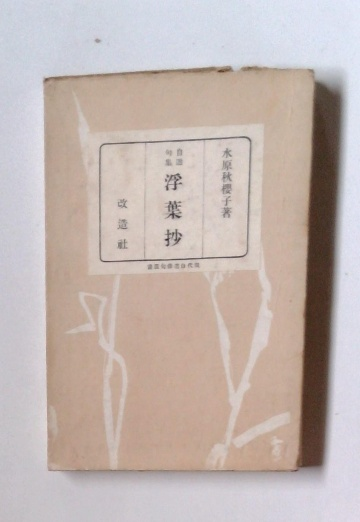 水原秋櫻子著
自選
句集
浮葉抄
改造社